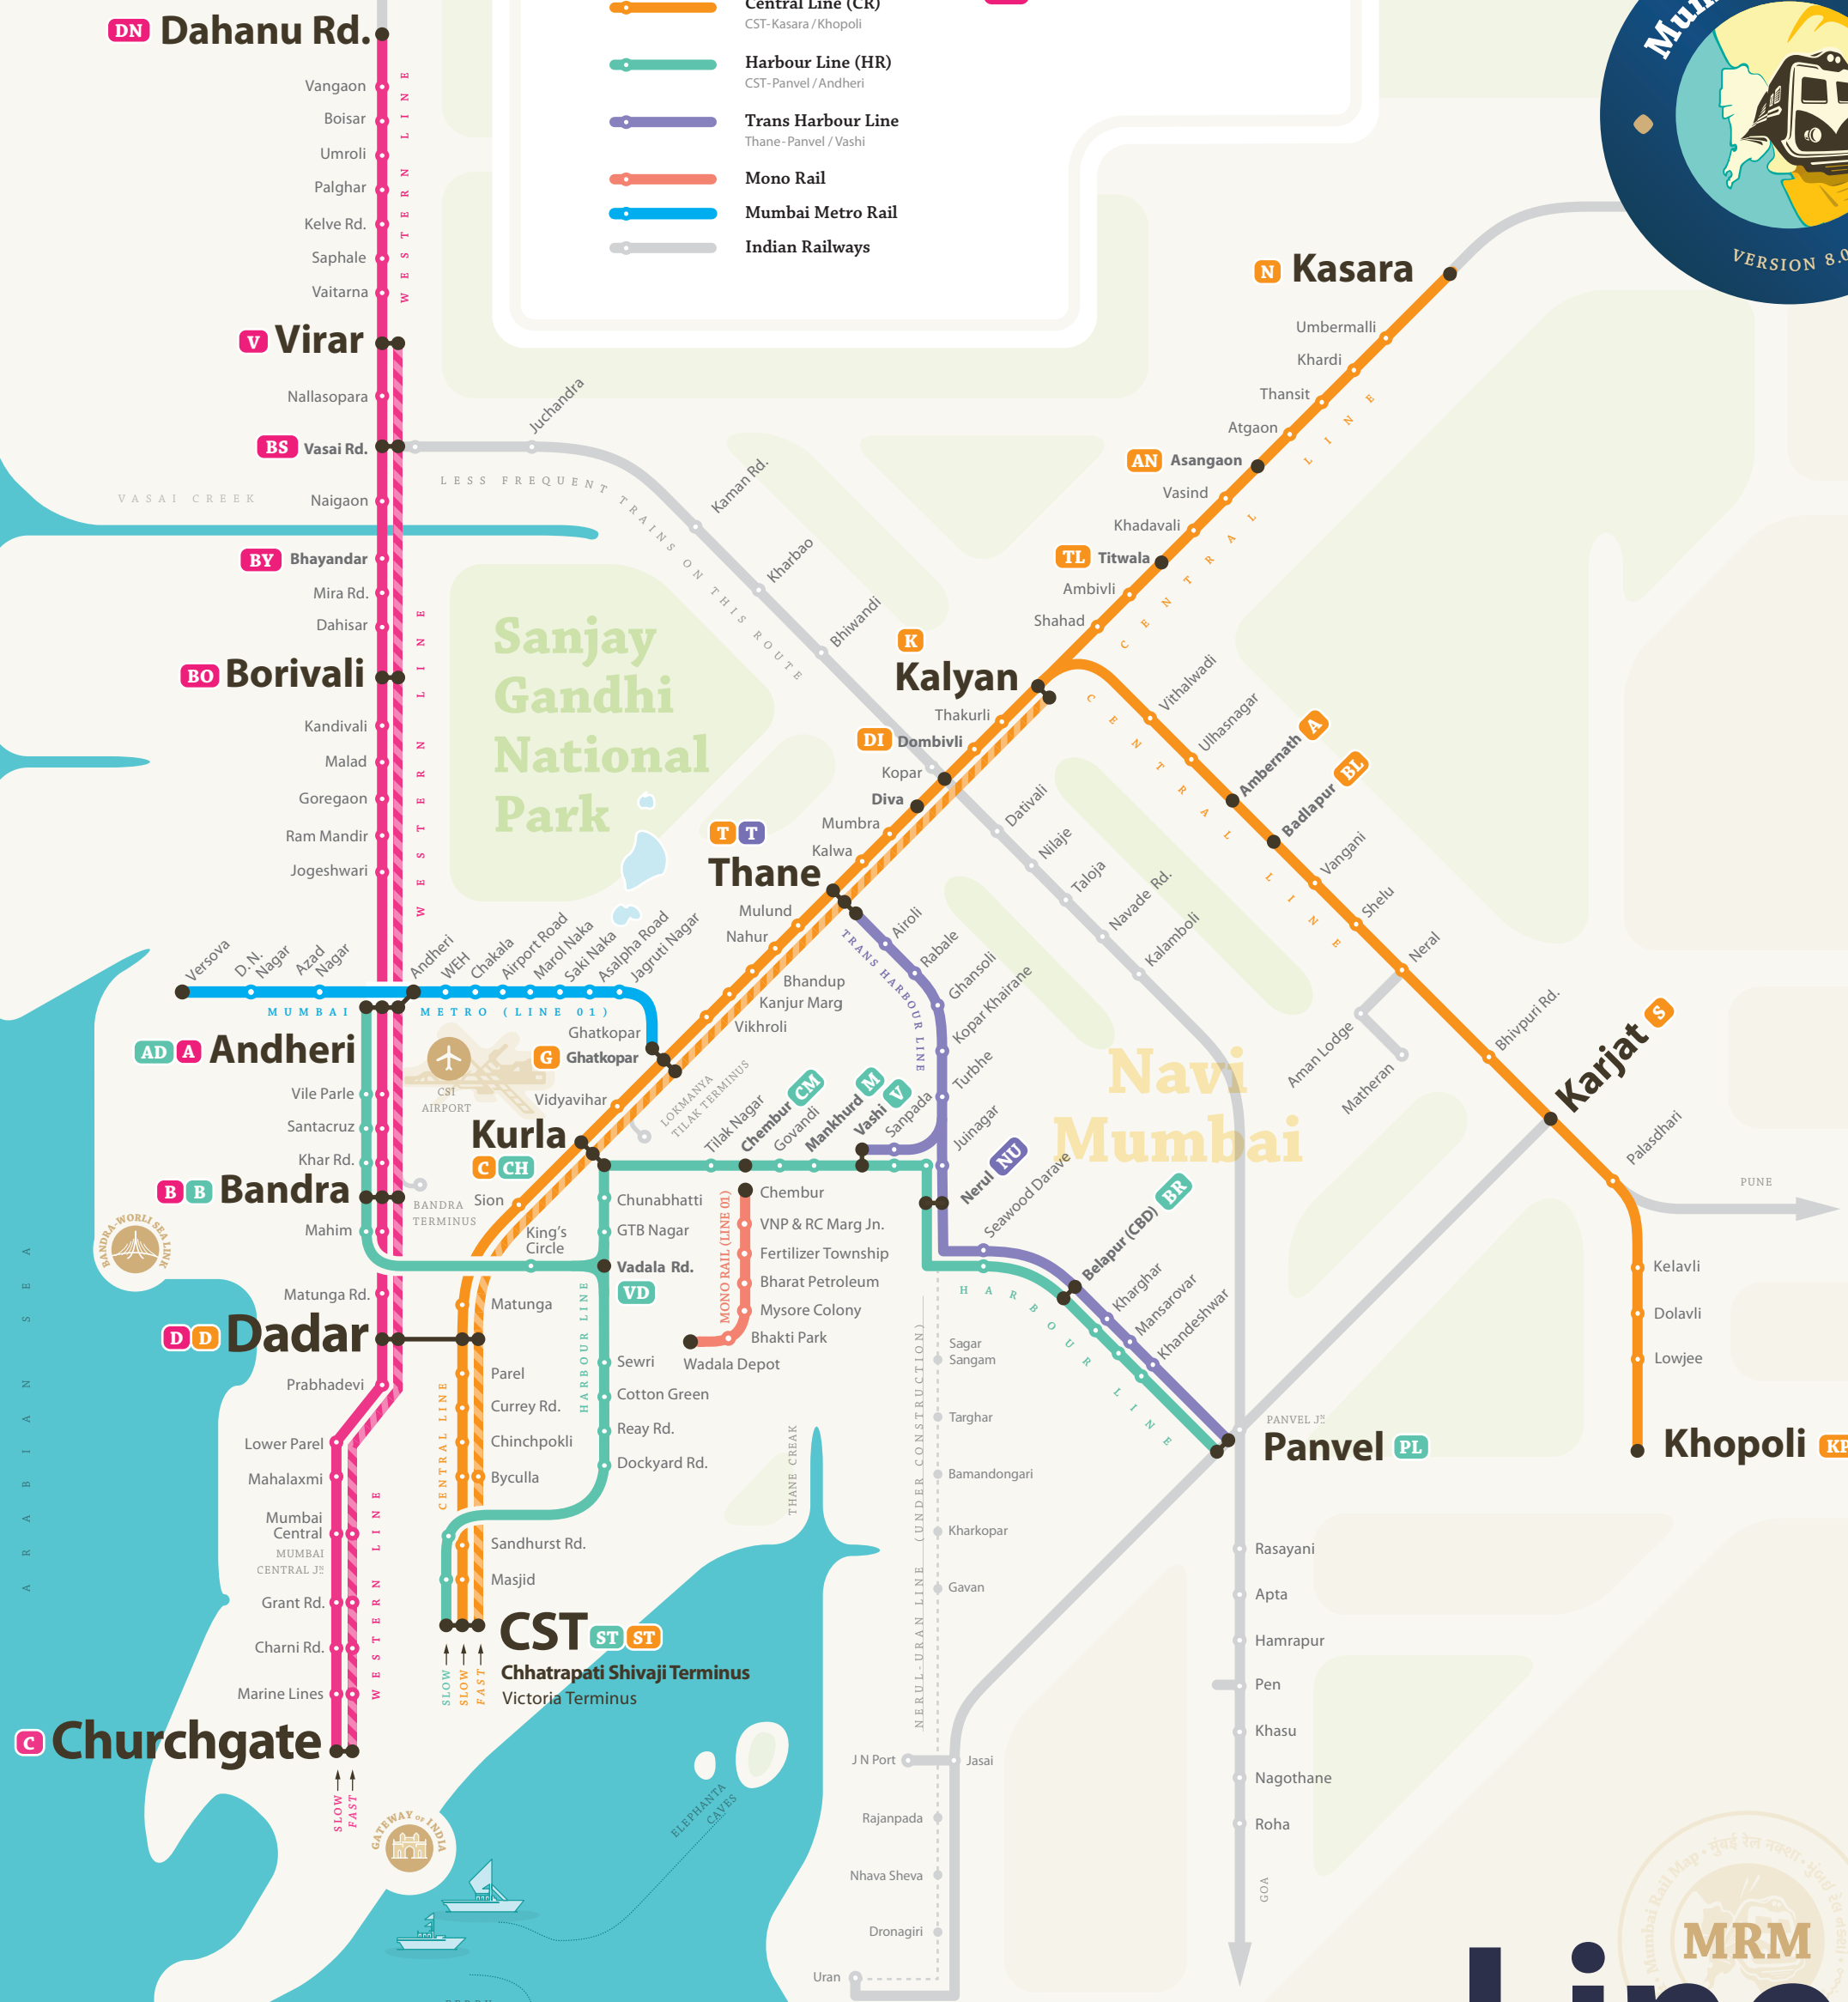 Central Line (CR)
CST-Kasara / Khopoli
Harbour Line (HR)
CST-Panvel / Andheri
Trans Harbour Line
Thane-Panvel / Vashi
Mono Rail
Mumbai Metro Rail
Indian Railways
VERSION 8.0
DN Dahanu Rd.
Vangaon
Boisar
Umroli
Palghar
Kelve Rd.
Saphale
Vaitarna
WESTERN LINE
V Virar
Nallasopara
BS Vasai Rd.
Naigaon
VASAI CREEK
BY Bhayandar
Mira Rd.
Dahisar
BO Borivali
Kandivali
Malad
Goregaon
Ram Mandir
Jogeshwari
WESTERN LINE
Juchandra
Kaman Rd.
Kharbao
Bhiwandi
LESS FREQUENT TRAINS ON THIS ROUTE
Sanjay
Gandhi
National
Park
N Kasara
Umbermalli
Khardi
Thansit
Atgaon
AN Asangaon
Vasind
Khadavali
TL Titwala
Ambivli
Shahad
CENTRAL LINE
K
Kalyan
Thakurli
DI Dombivli
Kopar
Diva
Mumbra
Kalwa
T T
Thane
Mulund
Nahur
Bhandup
Kanjur Marg
Vikhroli
Vithalwadi
Ulhasnagar
Ambernath A
Badlapur BL
Vangani
Shelu
Neral
Bhivpuri Rd.
Karjat S
Palasdhari
CENTRAL LINE
Aman Lodge
Matheran
PUNE
Kelavli
Dolavli
Lowjee
Khopoli KP
Dativali
Nilaje
Taloja
Navade Rd.
Kalamboli
Versova
D.N.
Nagar
Azad
Nagar
Andheri
WEH
Chakala
Airport Road
Marol Naka
Saki Naka
Asalpha Road
Jagruti Nagar
MUMBAI METRO (LINE 01)
Ghatkopar
G Ghatkopar
Vidyavihar
LOKMANYA
TILAK TERMINUS
CSI
AIRPORT
AD A Andheri
Vile Parle
Santacruz
Khar Rd.
B B Bandra
BANDRA
TERMINUS
Mahim
BANDRA-WORLI SEA LINK
Matunga Rd.
D D Dadar
Prabhadevi
Lower Parel
Mahalaxmi
Mumbai
Central
MUMBAI
CENTRAL JN
Grant Rd.
Charni Rd.
Marine Lines
WESTERN LINE
C Churchgate
SLOW
FAST
Kurla
C CH
Sion
King's
Circle
Matunga
Parel
Currey Rd.
Chinchpokli
Byculla
Sandhurst Rd.
Masjid
CENTRAL LINE
CST ST ST
Chhatrapati Shivaji Terminus
Victoria Terminus
SLOW
SLOW
FAST
Chunabhatti
GTB Nagar
Vadala Rd.
VD
Sewri
Cotton Green
Reay Rd.
Dockyard Rd.
HARBOUR LINE
Tilak Nagar
Chembur CM
Govandi
Mankhurd M
Vashi V
Sanpada
Juinagar
Nerul NU
Seawood Darave
Belapur (CBD) BR
Kharghar
Mansarovar
Khandeshwar
HARBOUR LINE
PANVEL JN
Panvel PL
Airoli
Rabale
Ghansoli
Kopar Khairane
Turbhe
TRANS HARBOUR LINE
Navi
Mumbai
Chembur
VNP & RC Marg Jn.
Fertilizer Township
Bharat Petroleum
Mysore Colony
Bhakti Park
Wadala Depot
MONO RAIL (LINE 01)
Sagar
Sangam
Targhar
Bamandongari
Kharkopar
Gavan
NERUL-URAN LINE (UNDER CONSTRUCTION)
THANE CREAK
J N Port
Jasai
Rajanpada
Nhava Sheva
Dronagiri
Uran
Rasayani
Apta
Hamrapur
Pen
Khasu
Nagothane
Roha
GOA
ARABIAN SEA
GATEWAY OF INDIA
ELEPHANTA
CAVES
MRM
Mumbai Rail Map • मुंबई रेल नक्शा